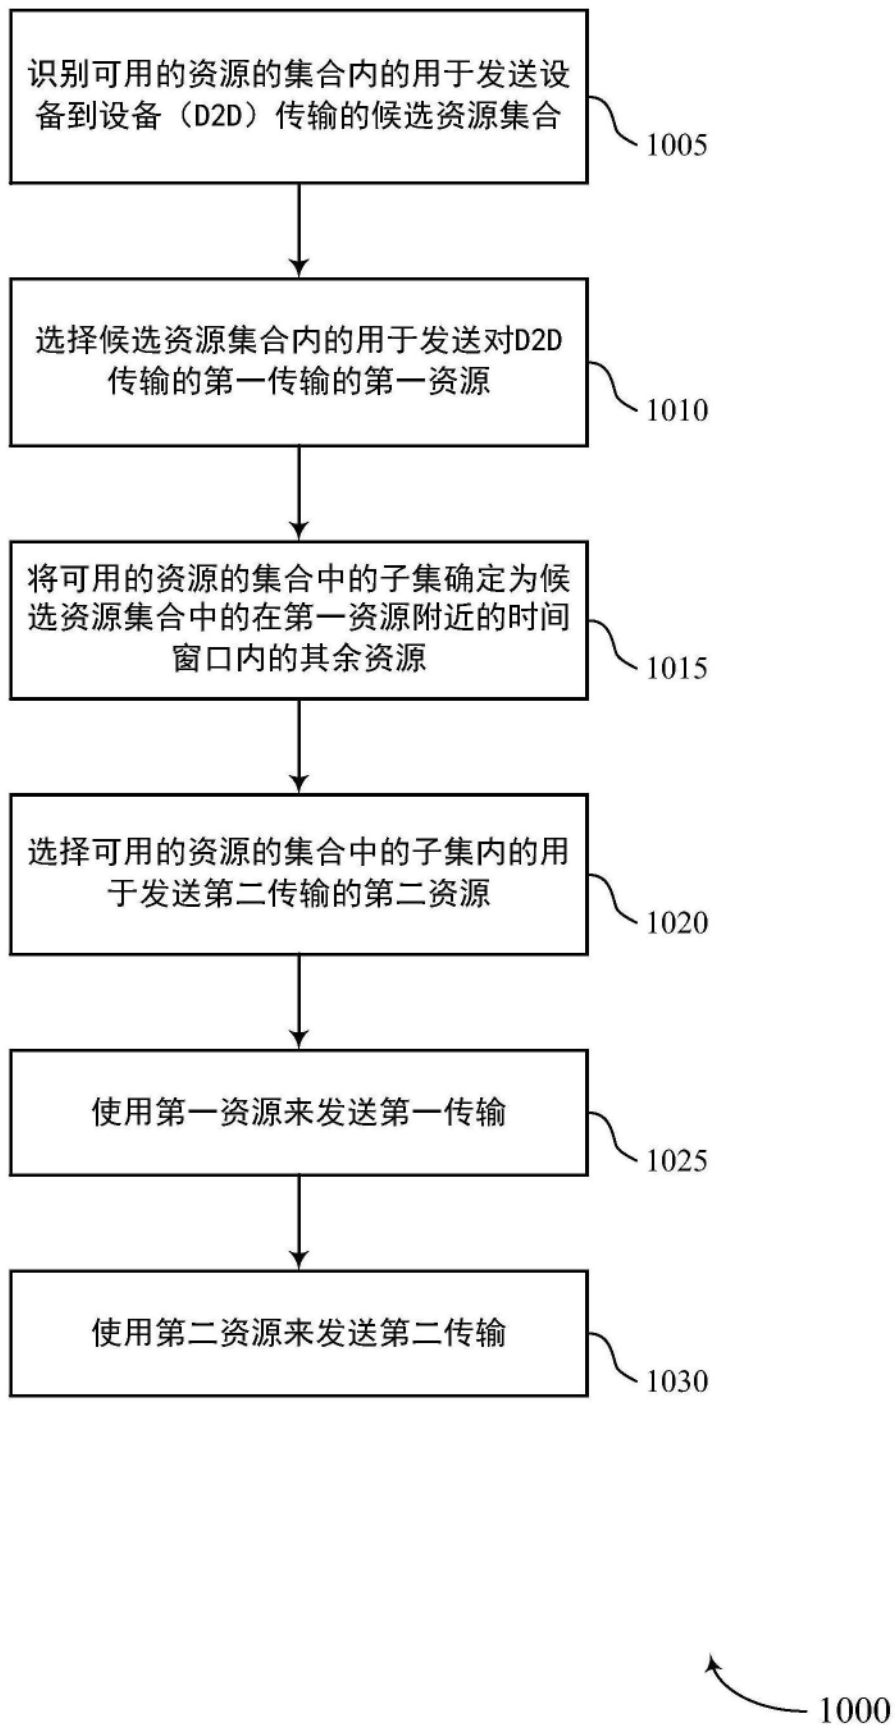 识别可用的资源的集合内的用于发送设
备到设备（D2D）传输的候选资源集合
1005
选择候选资源集合内的用于发送对D2D
传输的第一传输的第一资源
1010
将可用的资源的集合中的子集确定为候
选资源集合中的在第一资源附近的时间
窗口内的其余资源
1015
选择可用的资源的集合中的子集内的用
于发送第二传输的第二资源
1020
使用第一资源来发送第一传输
1025
使用第二资源来发送第二传输
1030
1000